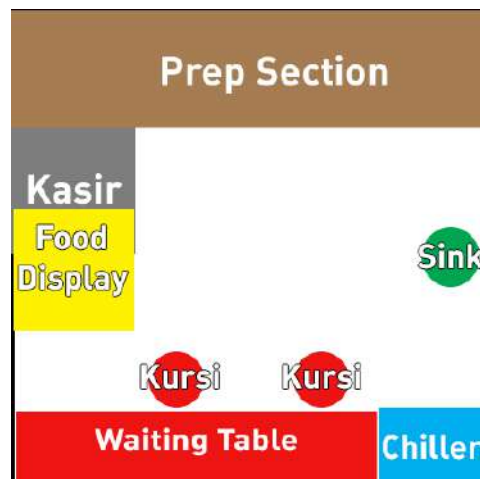 Prep Section
Kasir
Food
Display
Sink
Kursi
Kursi
Waiting Table
Chiller